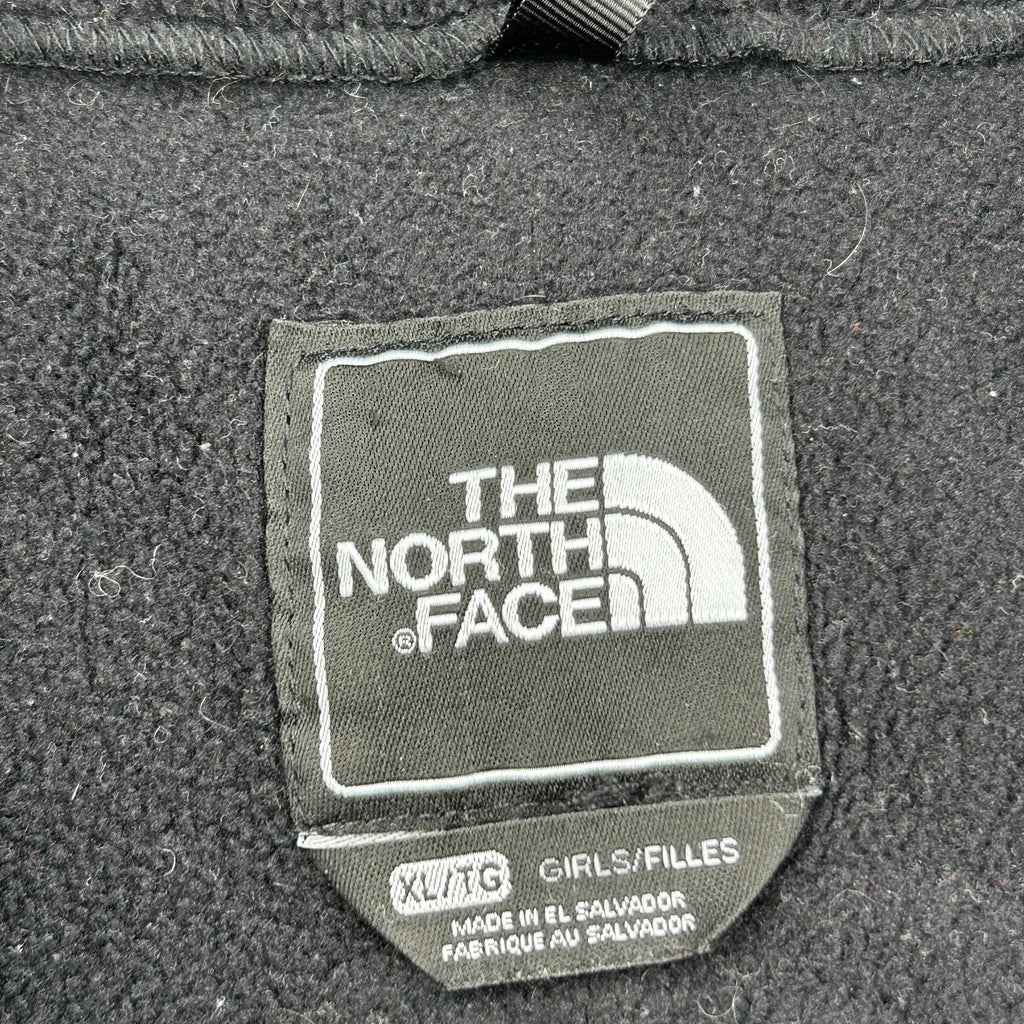 THE
NORTH
®FACE
XL/TG GIRLS/FILLES
MADE IN EL SALVADOR
FABRIQUE AU SALVADOR